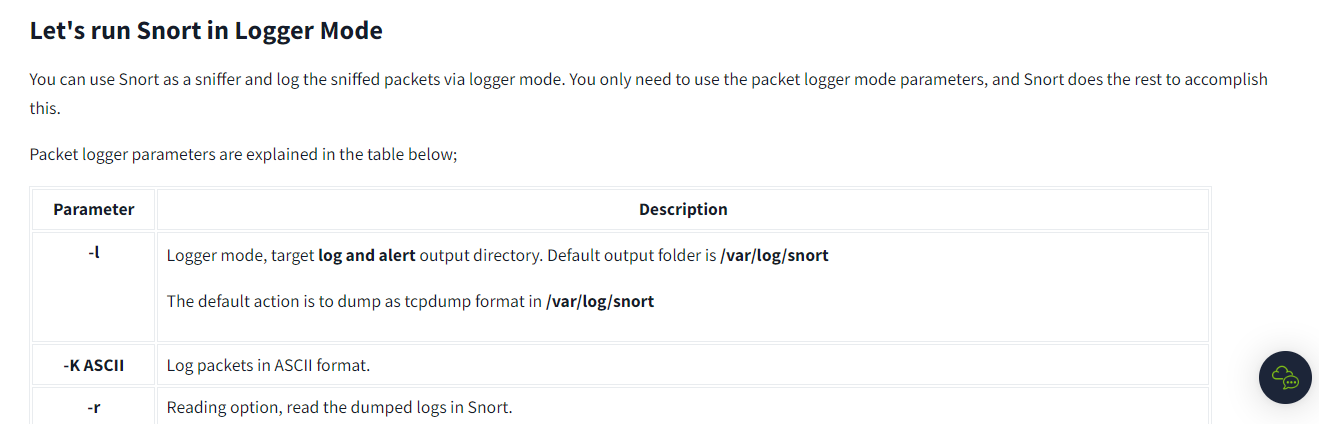 Let's run Snort in Logger Mode
You can use Snort as a sniffer and log the sniffed packets via logger mode. You only need to use the packet logger mode parameters, and Snort does the rest to accomplish
this.
Packet logger parameters are explained in the table below;
Parameter Description
-l Logger mode, target log and alert output directory. Default output folder is /var/log/snort
The default action is to dump as tcpdump format in /var/log/snort
-K ASCII Log packets in ASCII format.
-r Reading option, read the dumped logs in Snort.